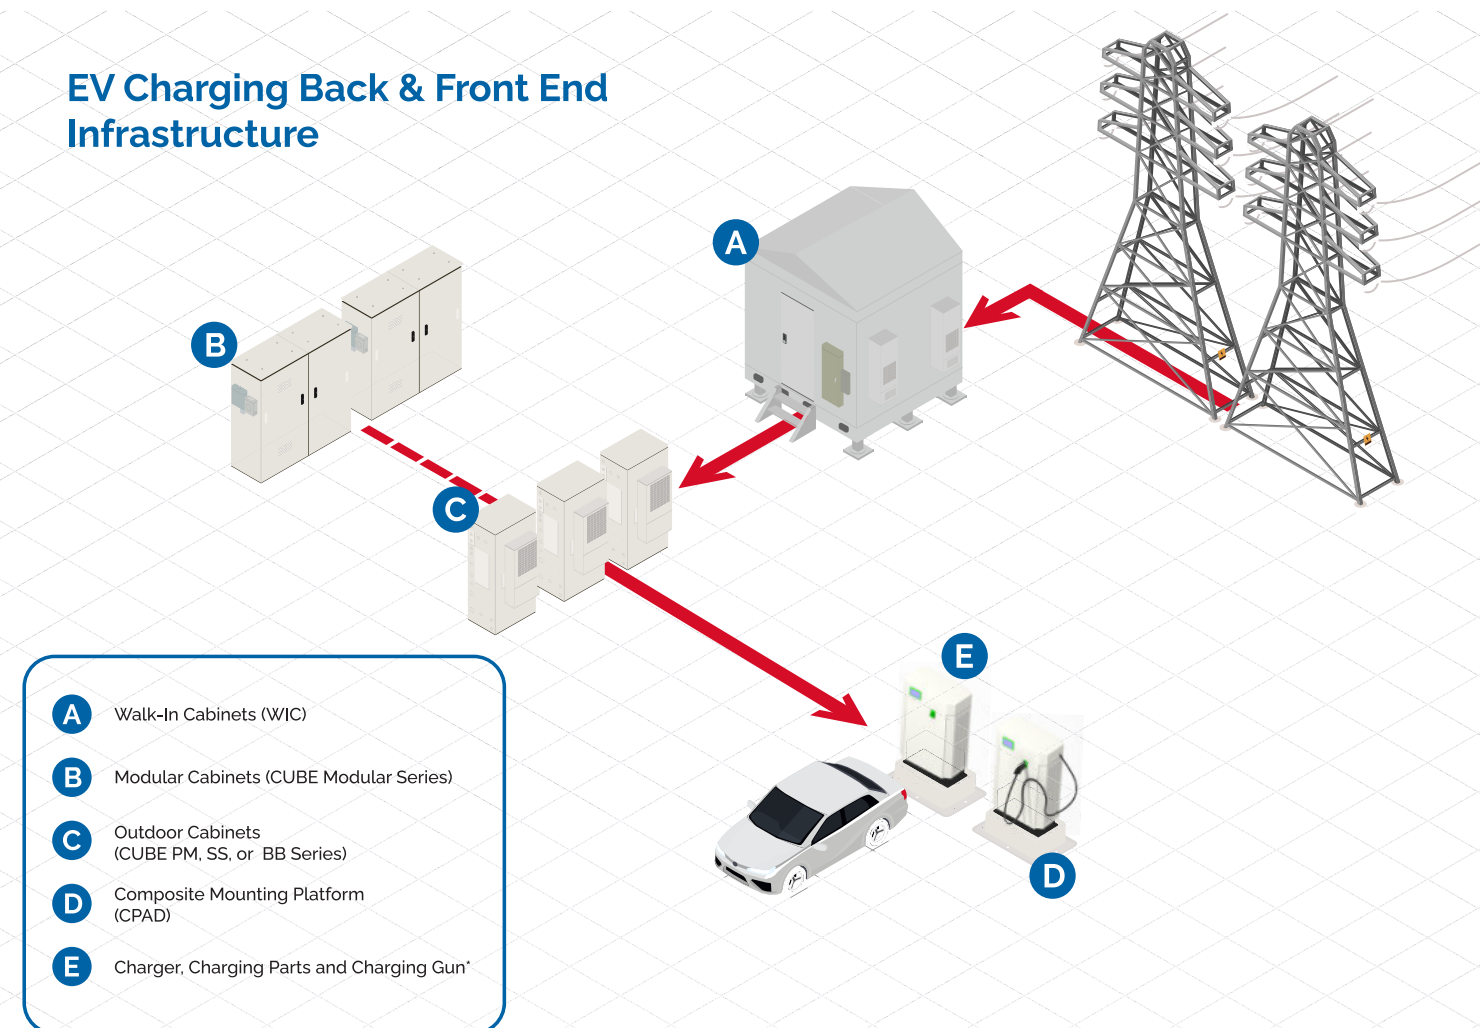 EV Charging Back & Front End
Infrastructure
A
B
C
E
D
A Walk-In Cabinets (WIC)
B Modular Cabinets (CUBE Modular Series)
C Outdoor Cabinets
(CUBE PM, SS, or BB Series)
D Composite Mounting Platform
(CPAD)
E Charger, Charging Parts and Charging Gun*